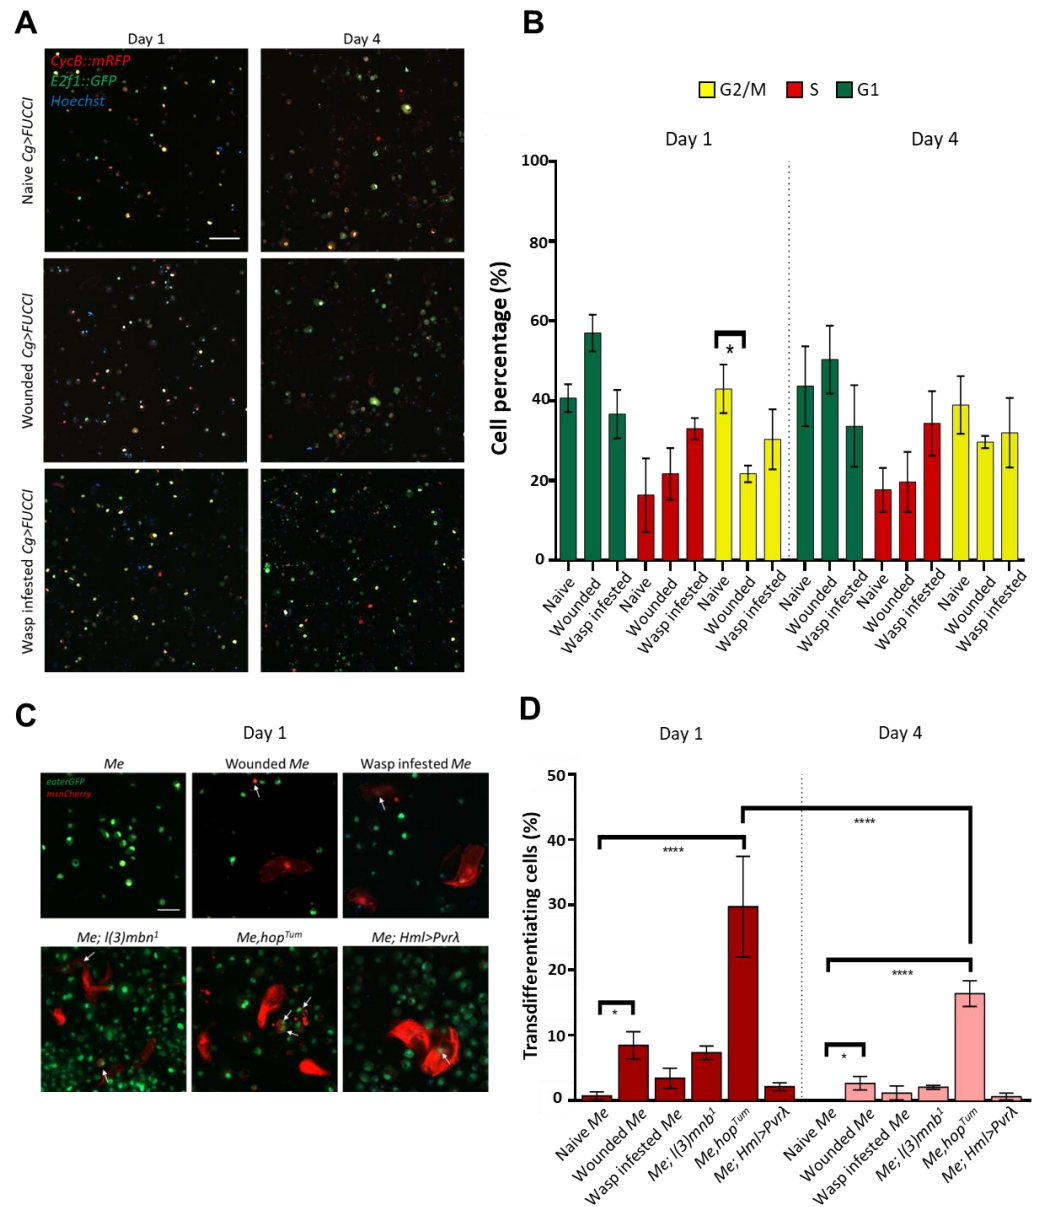 A
Day 1
Day 4
CycB::mRFP
E2f1::GFP
Hoechst
Naive Cg>FUCCI
Wounded Cg>FUCCI
Wasp infested Cg>FUCCI
B
G2/M
S
G1
Day 1
Day 4
Cell percentage (%)
100
80
60
40
20
0
*
Naive
Wounded
Wasp infested
Naive
Wounded
Wasp infested
Naive
Wounded
Wasp infested
Naive
Wounded
Wasp infested
Naive
Wounded
Wasp infested
Naive
Wounded
Wasp infested
C
Day 1
Me
Wounded Me
Wasp infested Me
eaterGFP
msnCherry
Me; l(3)mbn¹
Me,hopᵀᵘᵐ
Me; Hml>Pvrλ
D
Day 1
Day 4
Transdifferentiating cells (%)
50
40
30
20
10
0
*
****
****
*
****
Naive Me
Wounded Me
Wasp infested Me
Me; l(3)mnb¹
Me,hopᵀᵘᵐ
Me; Hml>Pvrλ
Naive Me
Wounded Me
Wasp infested Me
Me; l(3)mnb¹
Me,hopᵀᵘᵐ
Me; Hml>Pvrλ